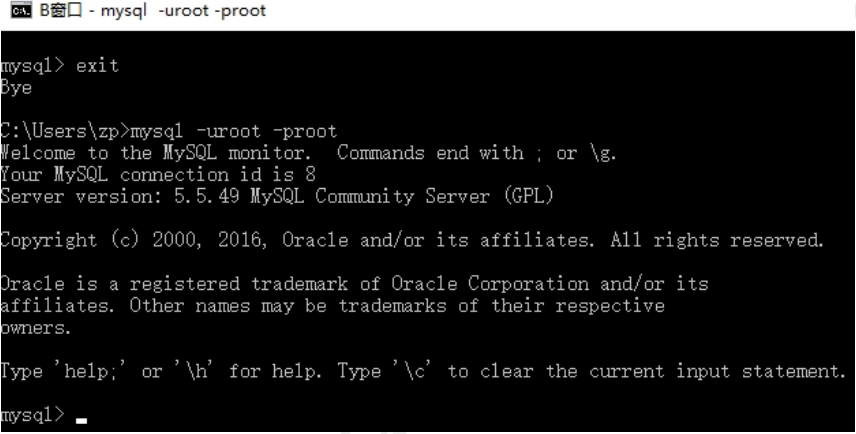 B窗口 - mysql -uroot -proot
mysql> exit
Bye
C:\Users\zp>mysql -uroot -proot
Welcome to the MySQL monitor.  Commands end with ; or \g.
Your MySQL connection id is 8
Server version: 5.5.49 MySQL Community Server (GPL)
Copyright (c) 2000, 2016, Oracle and/or its affiliates. All rights reserved.
Oracle is a registered trademark of Oracle Corporation and/or its
affiliates. Other names may be trademarks of their respective
owners.
Type 'help;' or '\h' for help. Type '\c' to clear the current input statement.
mysql>